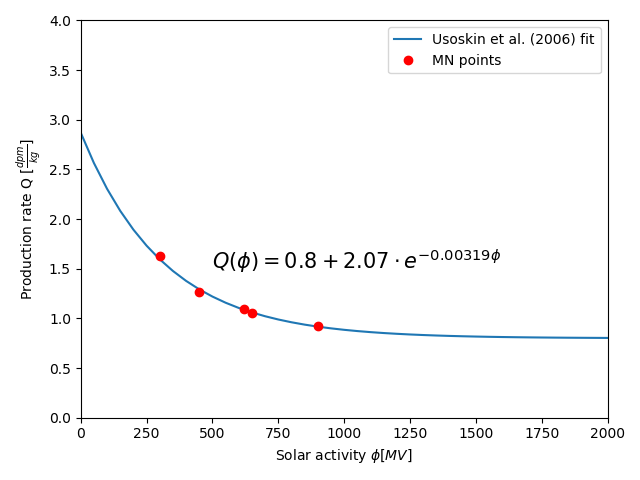 4.0
3.5
3.0
2.5
2.0
1.5
1.0
0.5
0.0
Production rate Q [dpm/kg]
Usoskin et al. (2006) fit
MN points
Q(ϕ) = 0.8 + 2.07 · e^{−0.00319ϕ}
0 250 500 750 1000 1250 1500 1750 2000
Solar activity ϕ[MV]